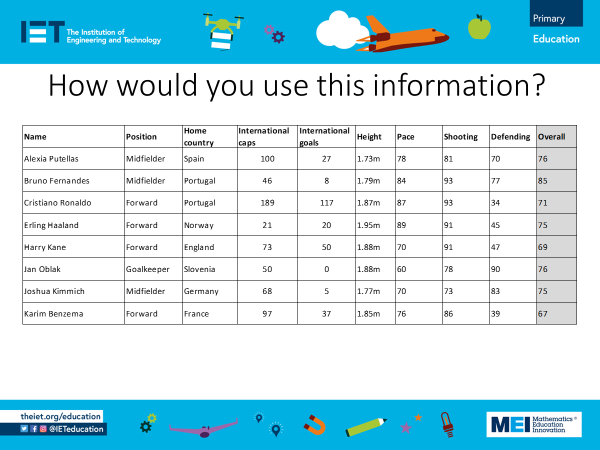 IET
The Institution of
Engineering and Technology
Primary
Education
How would you use this information?
Name Position Home country International caps International goals Height Pace Shooting Defending Overall
Alexia Putellas Midfielder Spain 100 27 1.73m 78 81 70 76
Bruno Fernandes Midfielder Portugal 46 8 1.79m 84 93 77 85
Cristiano Ronaldo Forward Portugal 189 117 1.87m 87 93 34 71
Erling Haaland Forward Norway 21 20 1.95m 89 91 45 75
Harry Kane Forward England 73 50 1.88m 70 91 47 69
Jan Oblak Goalkeeper Slovenia 50 0 1.88m 60 78 90 76
Joshua Kimmich Midfielder Germany 68 5 1.77m 70 73 83 75
Karim Benzema Forward France 97 37 1.85m 76 86 39 67
theiet.org/education
@IETeducation
MEI
Mathematics®
Education
Innovation